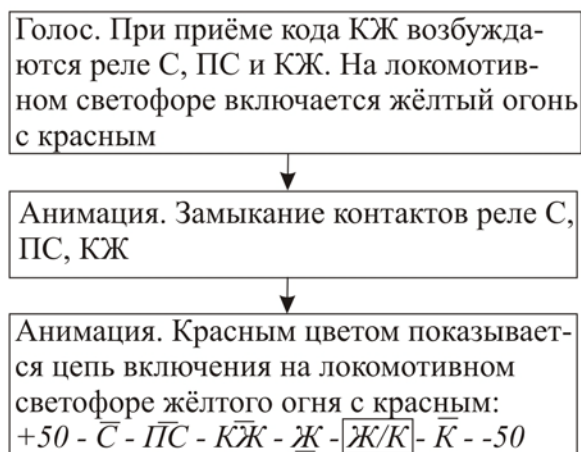 Голос. При приёме кода КЖ возбужда-
ются реле С, ПС и КЖ. На локомотив-
ном светофоре включается жёлтый огонь
с красным
Анимация. Замыкание контактов реле С,
ПС, КЖ
Анимация. Красным цветом показывает-
ся цепь включения на локомотивном
светофоре жёлтого огня с красным:
+50 - С̅ - П̅С̅ - КЖ̅ - Ж̲ - Ж/К - К̅ - -50